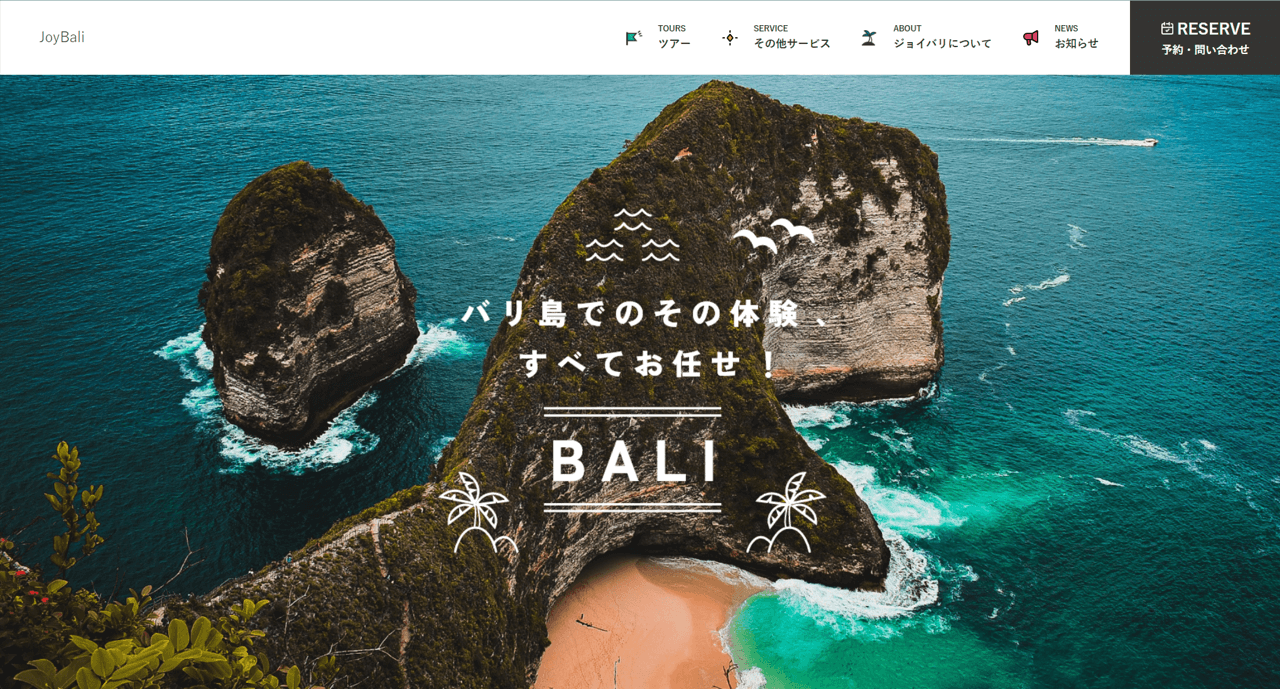 JoyBali
TOURS
ツアー
SERVICE
その他サービス
ABOUT
ジョイバリについて
NEWS
お知らせ
RESERVE
予約・問い合わせ
バリ島でのその体験、
すべてお任せ！
BALI